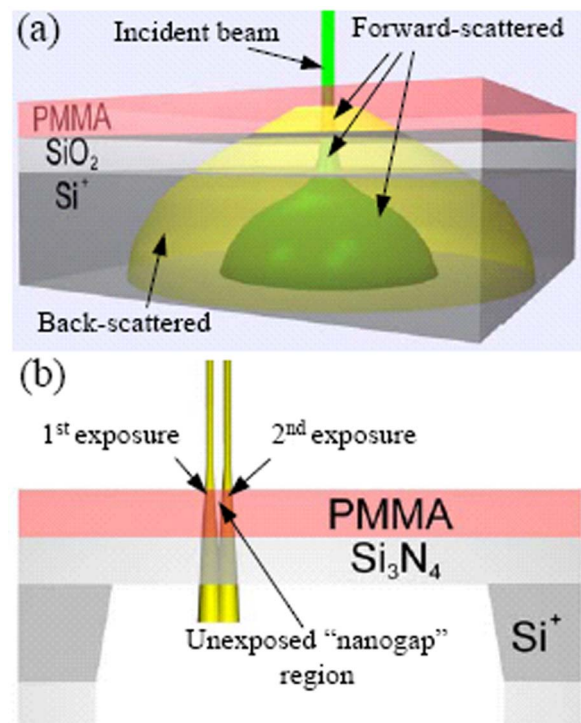 (a)
Incident beam
Forward-scattered
PMMA
SiO₂
Si⁺
Back-scattered
(b)
1st exposure
2nd exposure
PMMA
Si₃N₄
Si⁺
Unexposed “nanogap”
region